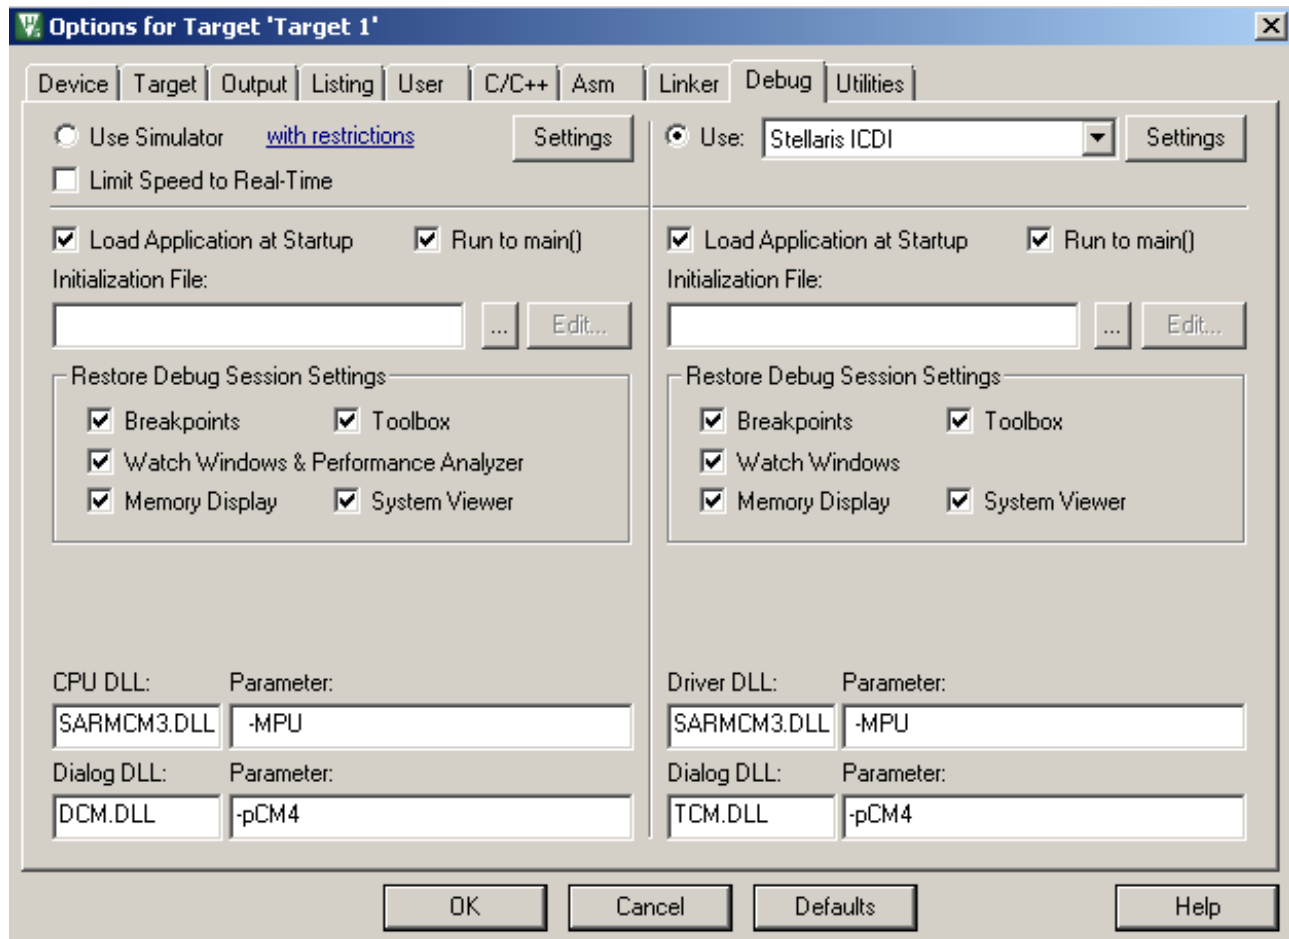 Options for Target 'Target 1'
Device Target Output Listing User C/C++ Asm Linker Debug Utilities
Use Simulator with restrictions Settings
Limit Speed to Real-Time
Load Application at Startup Run to main()
Initialization File:
... Edit...
Restore Debug Session Settings
Breakpoints Toolbox
Watch Windows & Performance Analyzer
Memory Display System Viewer
CPU DLL: Parameter:
SARMCM3.DLL -MPU
Dialog DLL: Parameter:
DCM.DLL -pCM4
Use: Stellaris ICDI Settings
Load Application at Startup Run to main()
Initialization File:
... Edit...
Restore Debug Session Settings
Breakpoints Toolbox
Watch Windows
Memory Display System Viewer
Driver DLL: Parameter:
SARMCM3.DLL -MPU
Dialog DLL: Parameter:
TCM.DLL -pCM4
OK Cancel Defaults Help